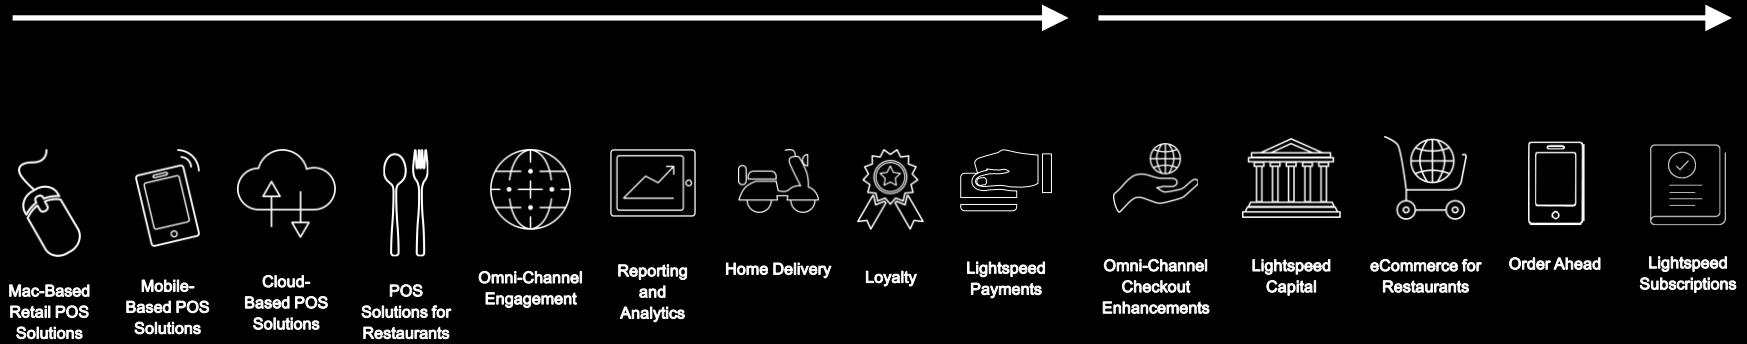 Mac-Based
Retail POS
Solutions
Mobile-
Based POS
Solutions
Cloud-
Based POS
Solutions
POS
Solutions for
Restaurants
Omni-Channel
Engagement
Reporting
and
Analytics
Home Delivery
Loyalty
Lightspeed
Payments
Omni-Channel
Checkout
Enhancements
Lightspeed
Capital
eCommerce for
Restaurants
Order Ahead
Lightspeed
Subscriptions